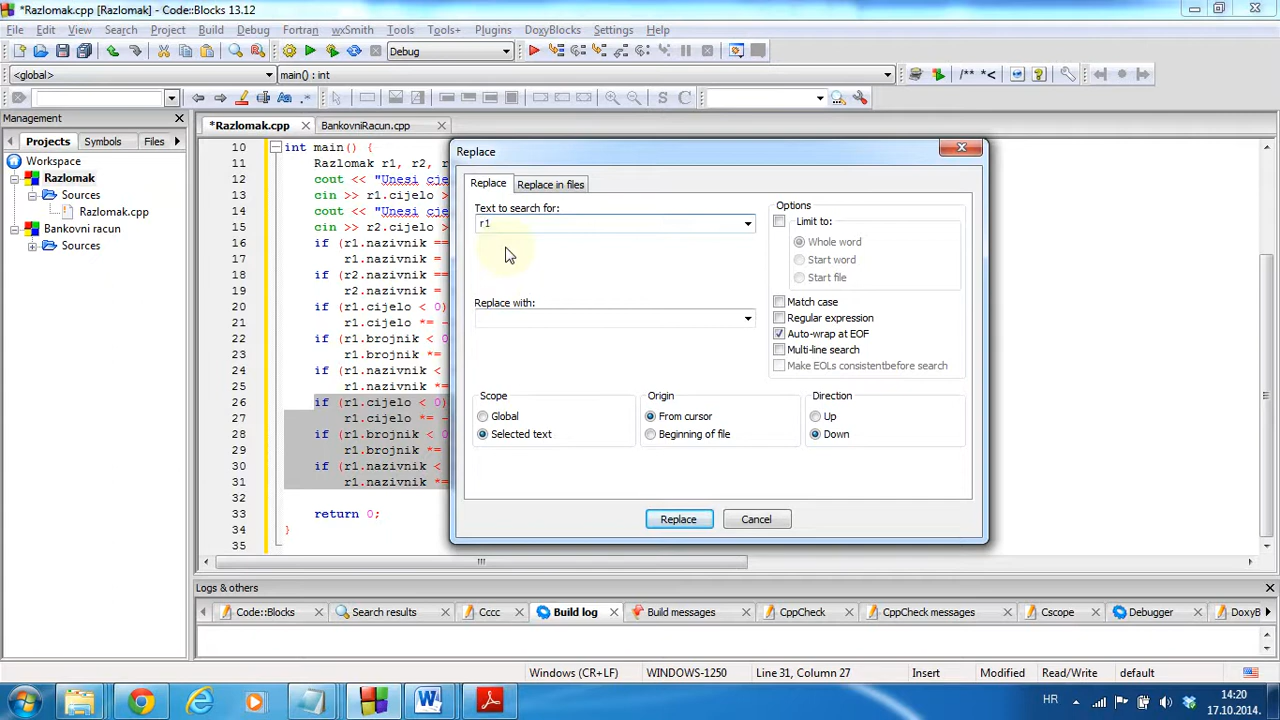 *Razlomak.cpp [Razlomak] - Code::Blocks 13.12
File Edit View Search Project Build Debug Fortran wxSmith Tools Tools+ Plugins DoxyBlocks Settings Help
Debug
<global> main() : int /** *<
Aa .* S C
Management
Projects Symbols Files
Workspace
Razlomak
Sources
Razlomak.cpp
Bankovni racun
Sources
*Razlomak.cpp BankovniRacun.cpp
10 int main() {
11 Razlomak r1, r2, r
12 cout << "Unesi cje
13 cin >> r1.cijelo >
14 cout << "Unesi cje
15 cin >> r2.cijelo >
16 if (r1.nazivnik ==
17 r1.nazivnik =
18 if (r2.nazivnik ==
19 r2.nazivnik =
20 if (r1.cijelo < 0)
21 r1.cijelo *= -
22 if (r1.brojnik < 0
23 r1.brojnik *=
24 if (r1.nazivnik <
25 r1.nazivnik *=
26 if (r1.cijelo < 0)
27 r1.cijelo *= -
28 if (r1.brojnik < 0
29 r1.brojnik *=
30 if (r1.nazivnik <
31 r1.nazivnik *=
32
33 return 0;
34 }
35
Replace
Replace Replace in files
Text to search for:
r1
Replace with:
Options
Limit to:
Whole word
Start word
Start file
Match case
Regular expression
Auto-wrap at EOF
Multi-line search
Make EOLs consistentbefore search
Scope
Global
Selected text
Origin
From cursor
Beginning of file
Direction
Up
Down
Replace Cancel
Logs & others
Code::Blocks Search results Cccc Build log Build messages CppCheck CppCheck messages Cscope Debugger DoxyB
Windows (CR+LF) WINDOWS-1250 Line 31, Column 27 Insert Modified Read/Write default
HR 14:20
17.10.2014.